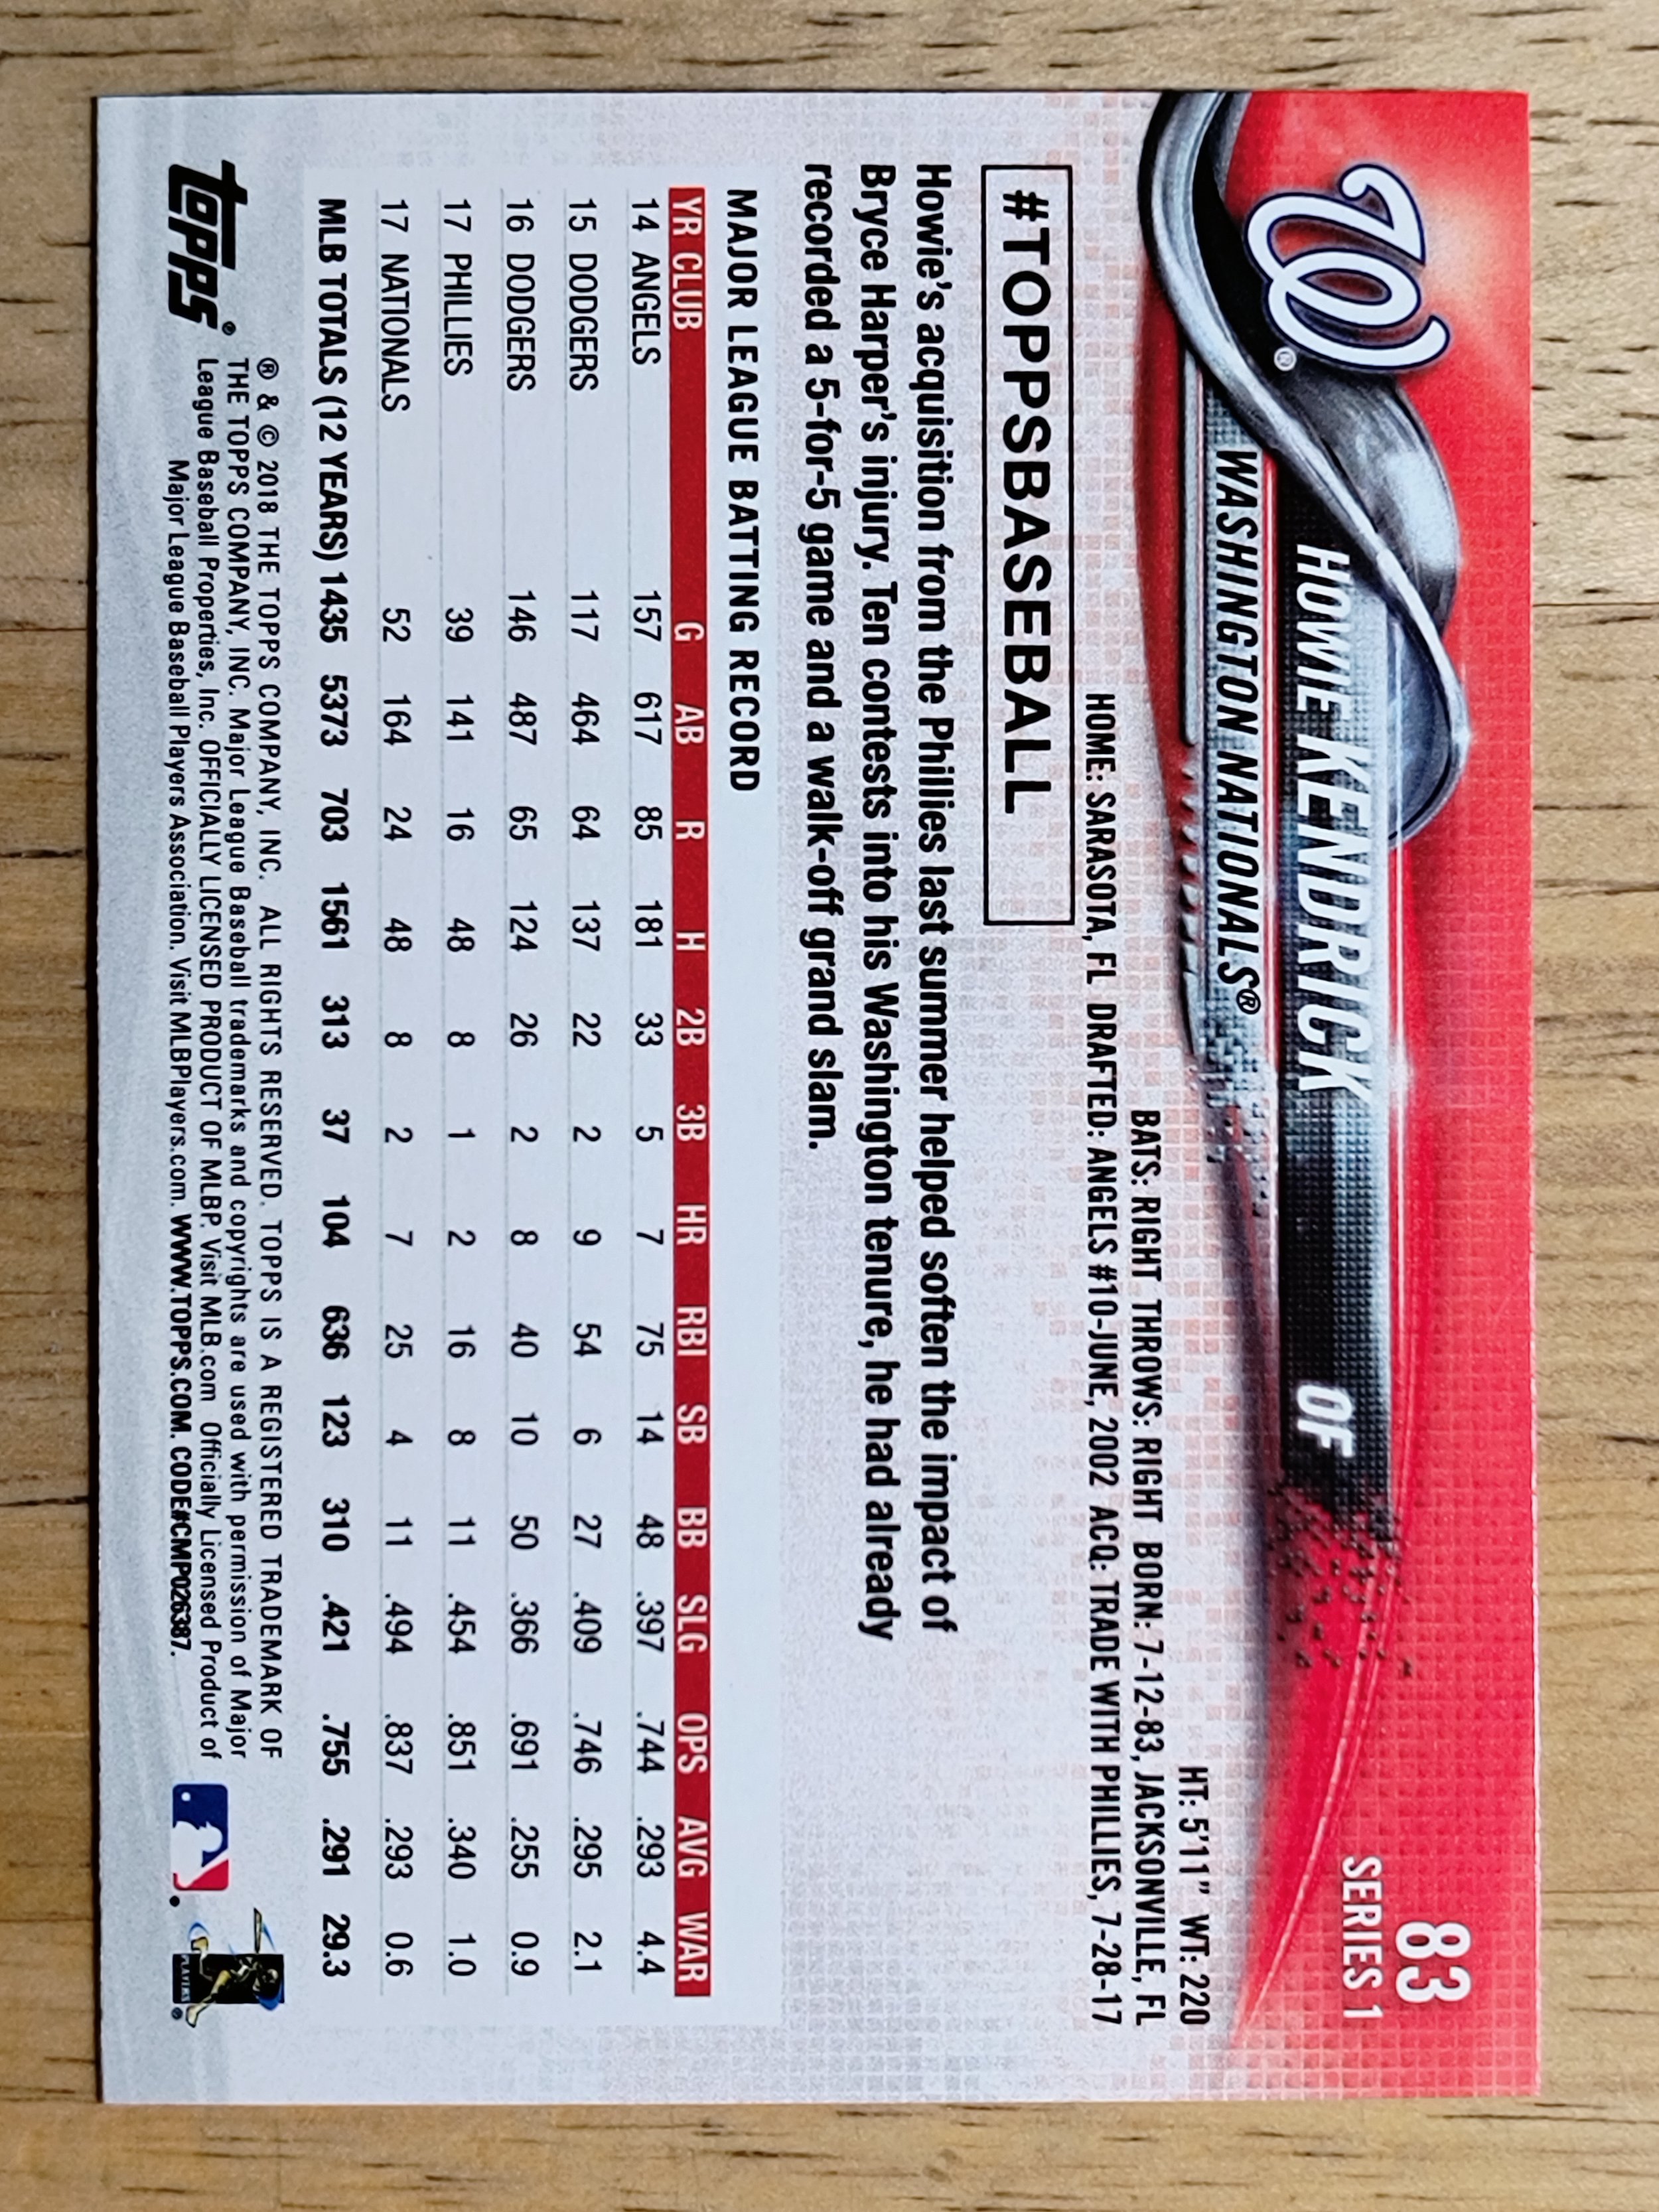 83
SERIES 1
W®
HOWIE KENDRICK OF
WASHINGTON NATIONALS®
HT: 5'11" WT: 220
BATS: RIGHT THROWS: RIGHT BORN: 7-12-83, JACKSONVILLE, FL
HOME: SARASOTA, FL DRAFTED: ANGELS #10-JUNE, 2002 ACQ: TRADE WITH PHILLIES, 7-28-17
#TOPPSBASEBALL
Howie's acquisition from the Phillies last summer helped soften the impact of
Bryce Harper's injury. Ten contests into his Washington tenure, he had already
recorded a 5-for-5 game and a walk-off grand slam.
MAJOR LEAGUE BATTING RECORD
YR CLUB G AB R H 2B 3B HR RBI SB BB SLG OPS AVG WAR
14 ANGELS 157 617 85 181 33 5 7 75 14 48 .397 .744 .293 4.4
15 DODGERS 117 464 64 137 22 2 9 54 6 27 .409 .746 .295 2.1
16 DODGERS 146 487 65 124 26 2 8 40 10 50 .366 .691 .255 0.9
17 PHILLIES 39 141 16 48 8 1 2 16 8 11 .454 .851 .340 1.0
17 NATIONALS 52 164 24 48 8 2 7 25 4 11 .494 .837 .293 0.6
MLB TOTALS (12 YEARS) 1435 5373 703 1561 313 37 104 636 123 310 .421 .755 .291 29.3
topps®
® & © 2018 THE TOPPS COMPANY, INC. ALL RIGHTS RESERVED. TOPPS IS A REGISTERED TRADEMARK OF
THE TOPPS COMPANY, INC. Major League Baseball trademarks and copyrights are used with permission of Major
League Baseball Properties, Inc. OFFICIALLY LICENSED PRODUCT OF MLBP. Visit MLB.com Officially Licensed Product of
Major League Baseball Players Association. Visit MLBPlayers.com. WWW.TOPPS.COM. CODE#CMP026387.
PLAYERS®